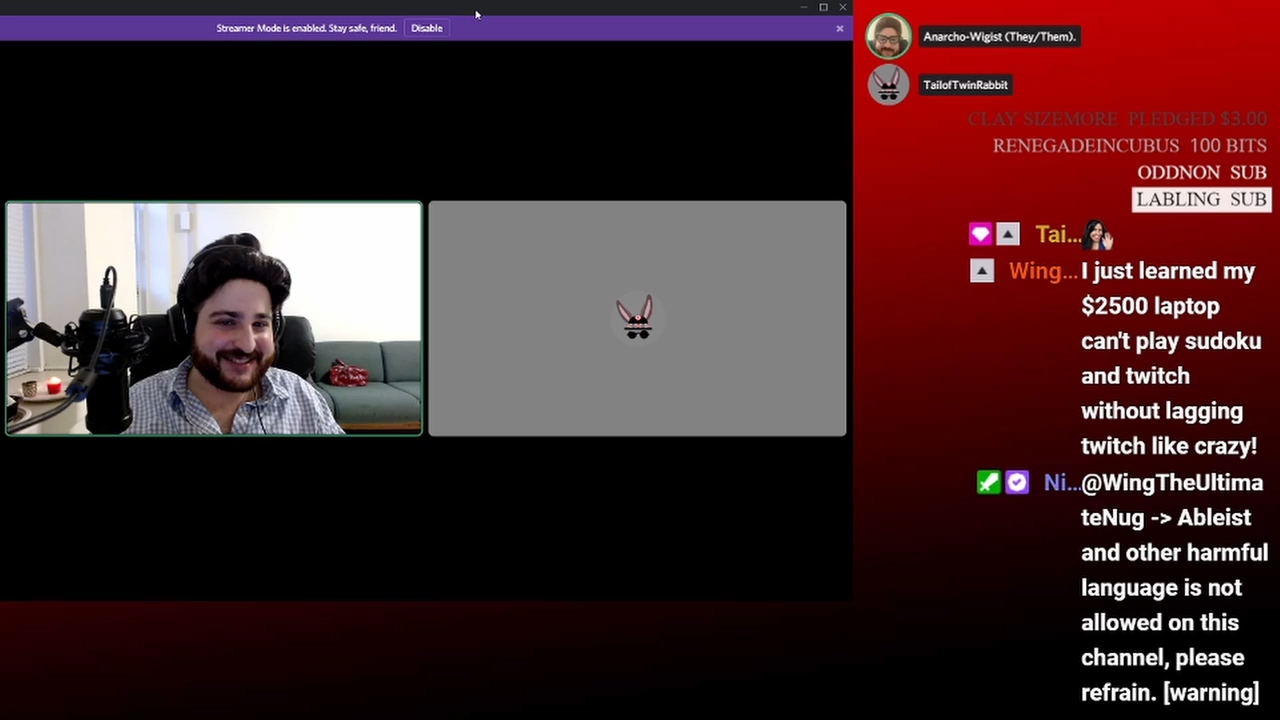 Streamer Mode is enabled. Stay safe, friend. Disable
Anarcho-Wigist (They/Them).
TailofTwinRabbit
CLAY SIZEMORE PLEDGED $3.00
RENEGADEINCUBUS 100 BITS
ODDNON SUB
LABLING SUB
Tai...
Wing... I just learned my
$2500 laptop
can't play sudoku
and twitch
without lagging
twitch like crazy!
Ni... @WingTheUltima
teNug -> Ableist
and other harmful
language is not
allowed on this
channel, please
refrain. [warning]